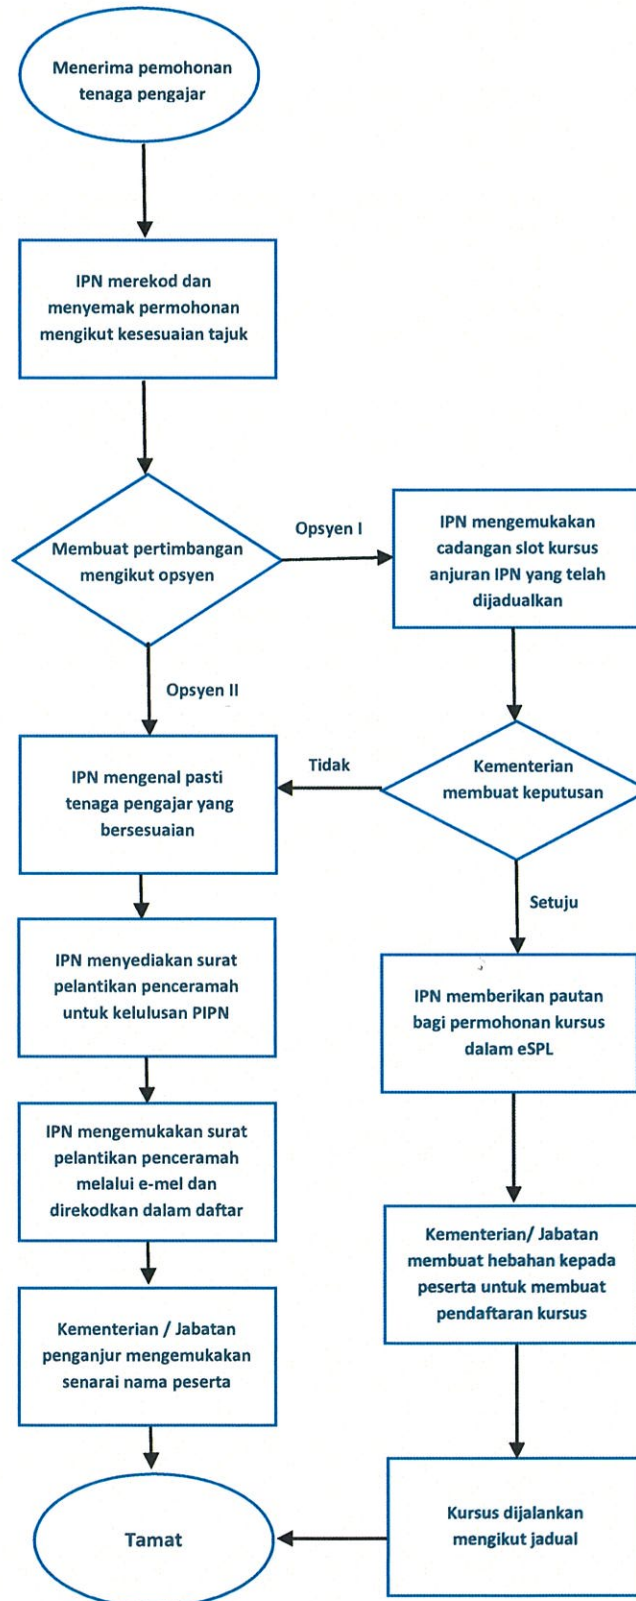 Menerima pemohonan
tenaga pengajar
IPN merekod dan
menyemak permohonan
mengikut kesesuaian tajuk
Membuat pertimbangan
mengikut opsyen
Opsyen I
IPN mengemukakan
cadangan slot kursus
anjuran IPN yang telah
dijadualkan
Opsyen II
Kementerian
membuat keputusan
Tidak
IPN mengenal pasti
tenaga pengajar yang
bersesuaian
Setuju
IPN menyediakan surat
pelantikan penceramah
untuk kelulusan PIPN
IPN memberikan pautan
bagi permohonan kursus
dalam eSPL
IPN mengemukakan surat
pelantikan penceramah
melalui e-mel dan
direkodkan dalam daftar
Kementerian/ Jabatan
membuat hebahan kepada
peserta untuk membuat
pendaftaran kursus
Kementerian / Jabatan
penganjur mengemukakan
senarai nama peserta
Kursus dijalankan
mengikut jadual
Tamat